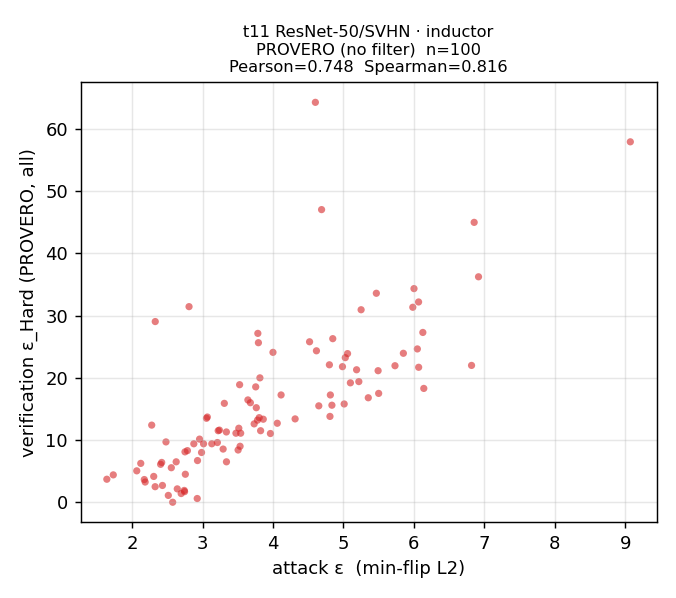 t11 ResNet-50/SVHN · inductor
PROVERO (no filter)  n=100
Pearson=0.748  Spearman=0.816
verification ε_Hard (PROVERO, all)
60
50
40
30
20
10
0
2 3 4 5 6 7 8 9
attack ε  (min-flip L2)